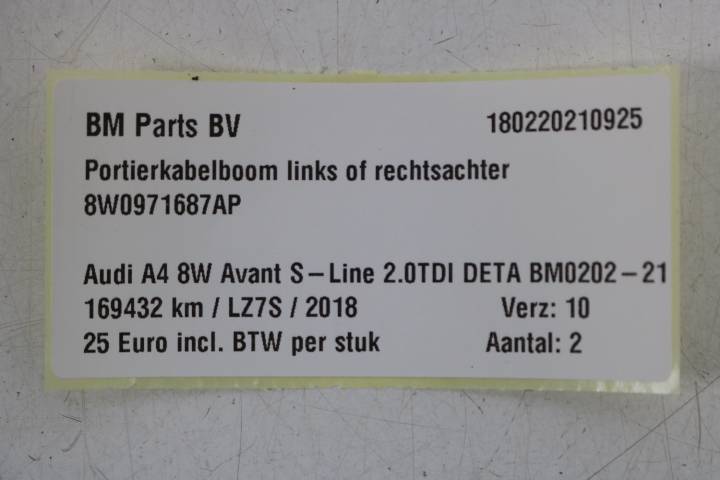 BM Parts BV 180220210925
Portierkabelboom links of rechtsachter
8W0971687AP
Audi A4 8W Avant S-Line 2.0TDI DETA BM0202-21
169432 km / LZ7S / 2018 Verz: 10
25 Euro incl. BTW per stuk Aantal: 2